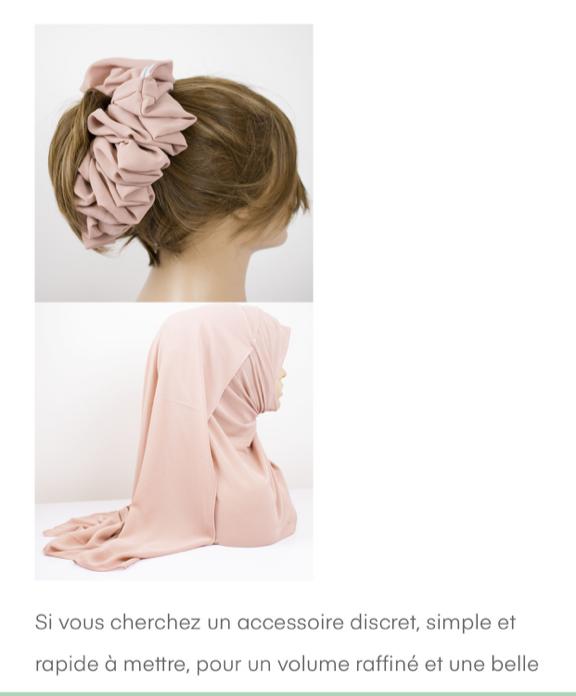 Si vous cherchez un accessoire discret, simple et
rapide à mettre, pour un volume raffiné et une belle